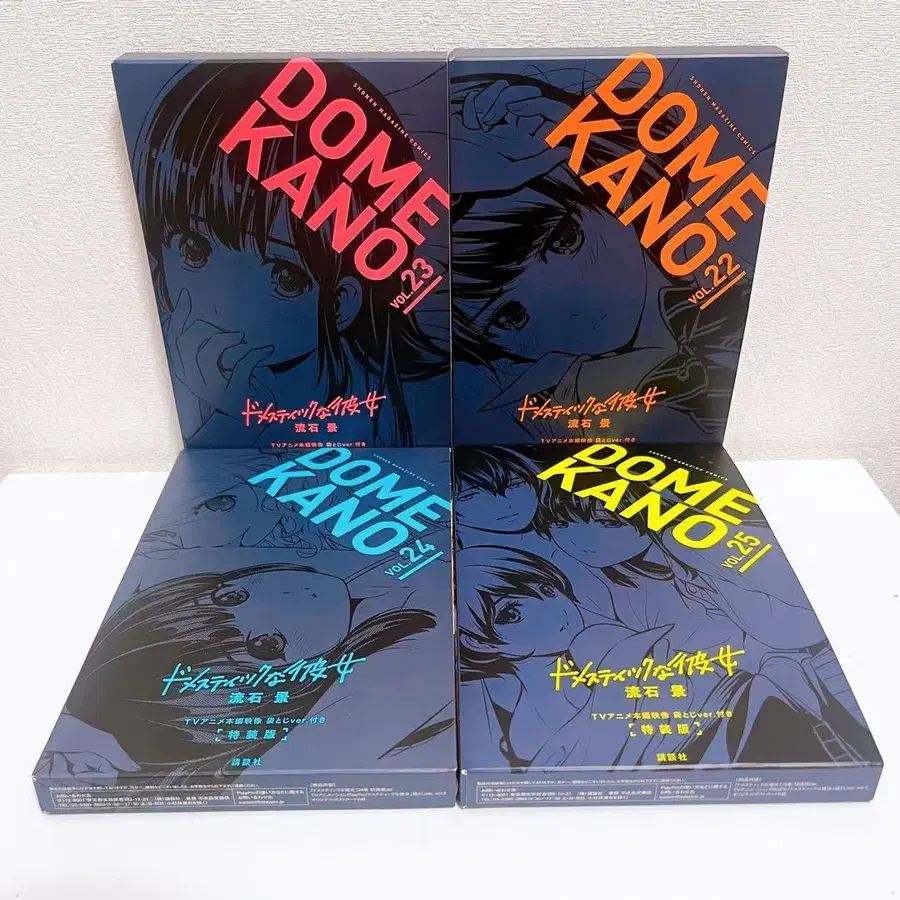 SHONEN MAGAZINE COMICS
DOME
KANO
VOL.23
ドメスティックな彼女
流石 景
TVアニメ本編映像 袋とじver.付き
SHONEN MAGAZINE COMICS
DOME
KANO
VOL.22
ドメスティックな彼女
流石 景
TVアニメ本編映像 袋とじver.付き
DOME
KANO
VOL.24
ドメスティックな彼女
流石 景
TVアニメ本編映像 袋とじver.付き
[特装版]
講談社
SHONEN MAGAZINE COMICS
DOME
KANO
VOL.25
ドメスティックな彼女
流石 景
TVアニメ本編映像 袋とじver.付き
[特装版]
講談社